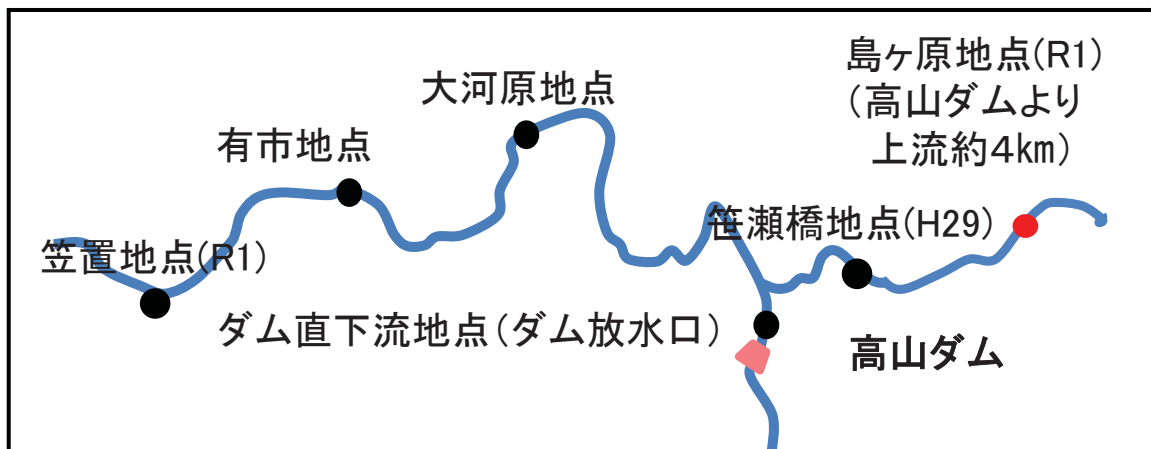 島ヶ原地点(R1)
(高山ダムより
上流約4km)
大河原地点
有市地点
笹瀬橋地点(H29)
笠置地点(R1)
ダム直下流地点(ダム放水口)
高山ダム